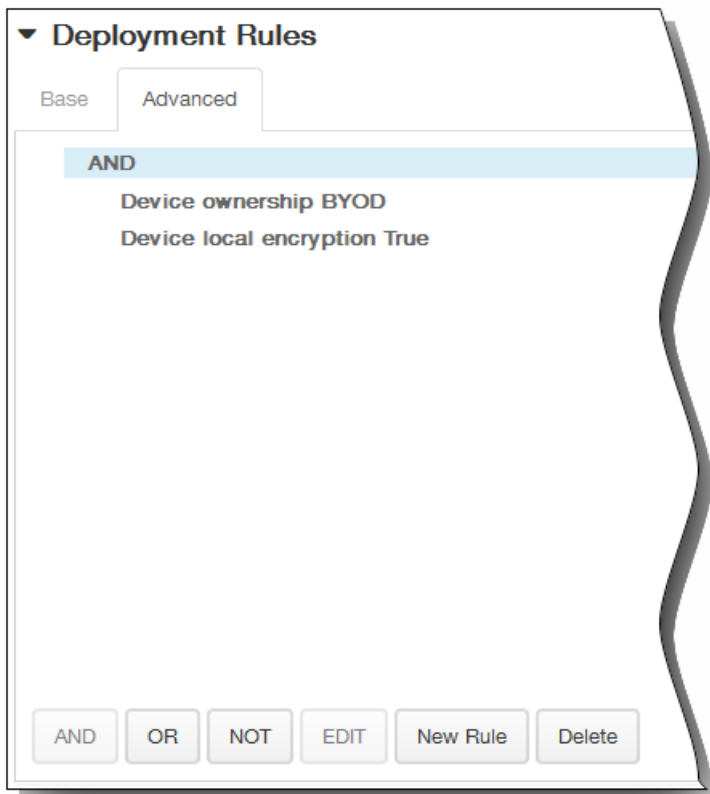 Deployment Rules
Base Advanced
AND
Device ownership BYOD
Device local encryption True
AND OR NOT EDIT New Rule Delete